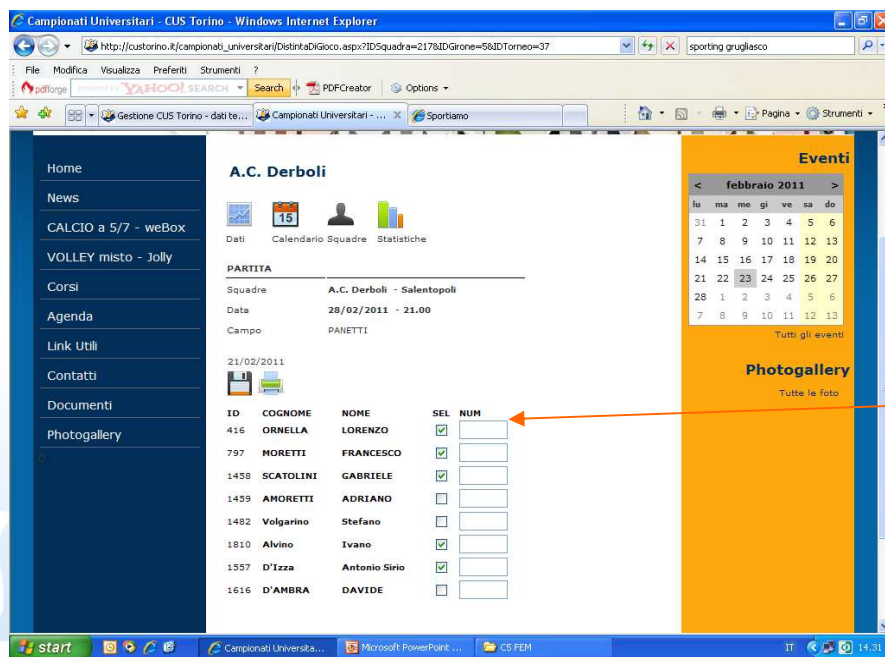 Campionati Universitari - CUS Torino - Windows Internet Explorer
http://custorino.it/campionati_universitari/DistintaDiGioco.aspx?IDSquadra=217&IDGirone=58&IDTorneo=37
sporting grugliasco
File Modifica Visualizza Preferiti Strumenti ?
pdfforge YAHOO! SEARCH Search PDFCreator Options
Gestione CUS Torino - dati te... Campionati Universitari - ... X Sportiamo Pagina Strumenti
Home
News
CALCIO a 5/7 - weBox
VOLLEY misto - Jolly
Corsi
Agenda
Link Utili
Contatti
Documenti
Photogallery
A.C. Derboli
15
Dati Calendario Squadre Statistiche
PARTITA
Squadre A.C. Derboli - Salentopoli
Data 28/02/2011 - 21.00
Campo PANETTI
21/02/2011
ID COGNOME NOME SEL NUM
416 ORNELLA LORENZO
797 MORETTI FRANCESCO
1458 SCATOLINI GABRIELE
1459 AMORETTI ADRIANO
1482 Volgarino Stefano
1810 Alvino Ivano
1557 D'Izza Antonio Sirio
1616 D'AMBRA DAVIDE
Eventi
< febbraio 2011 >
lu ma me gi ve sa do
31 1 2 3 4 5 6
7 8 9 10 11 12 13
14 15 16 17 18 19 20
21 22 23 24 25 26 27
28 1 2 3 4 5 6
7 8 9 10 11 12 13
Tutti gli eventi
Photogallery
Tutte le foto
start Campionati Universita... Microsoft PowerPoint ... CS FEM IT 14.31